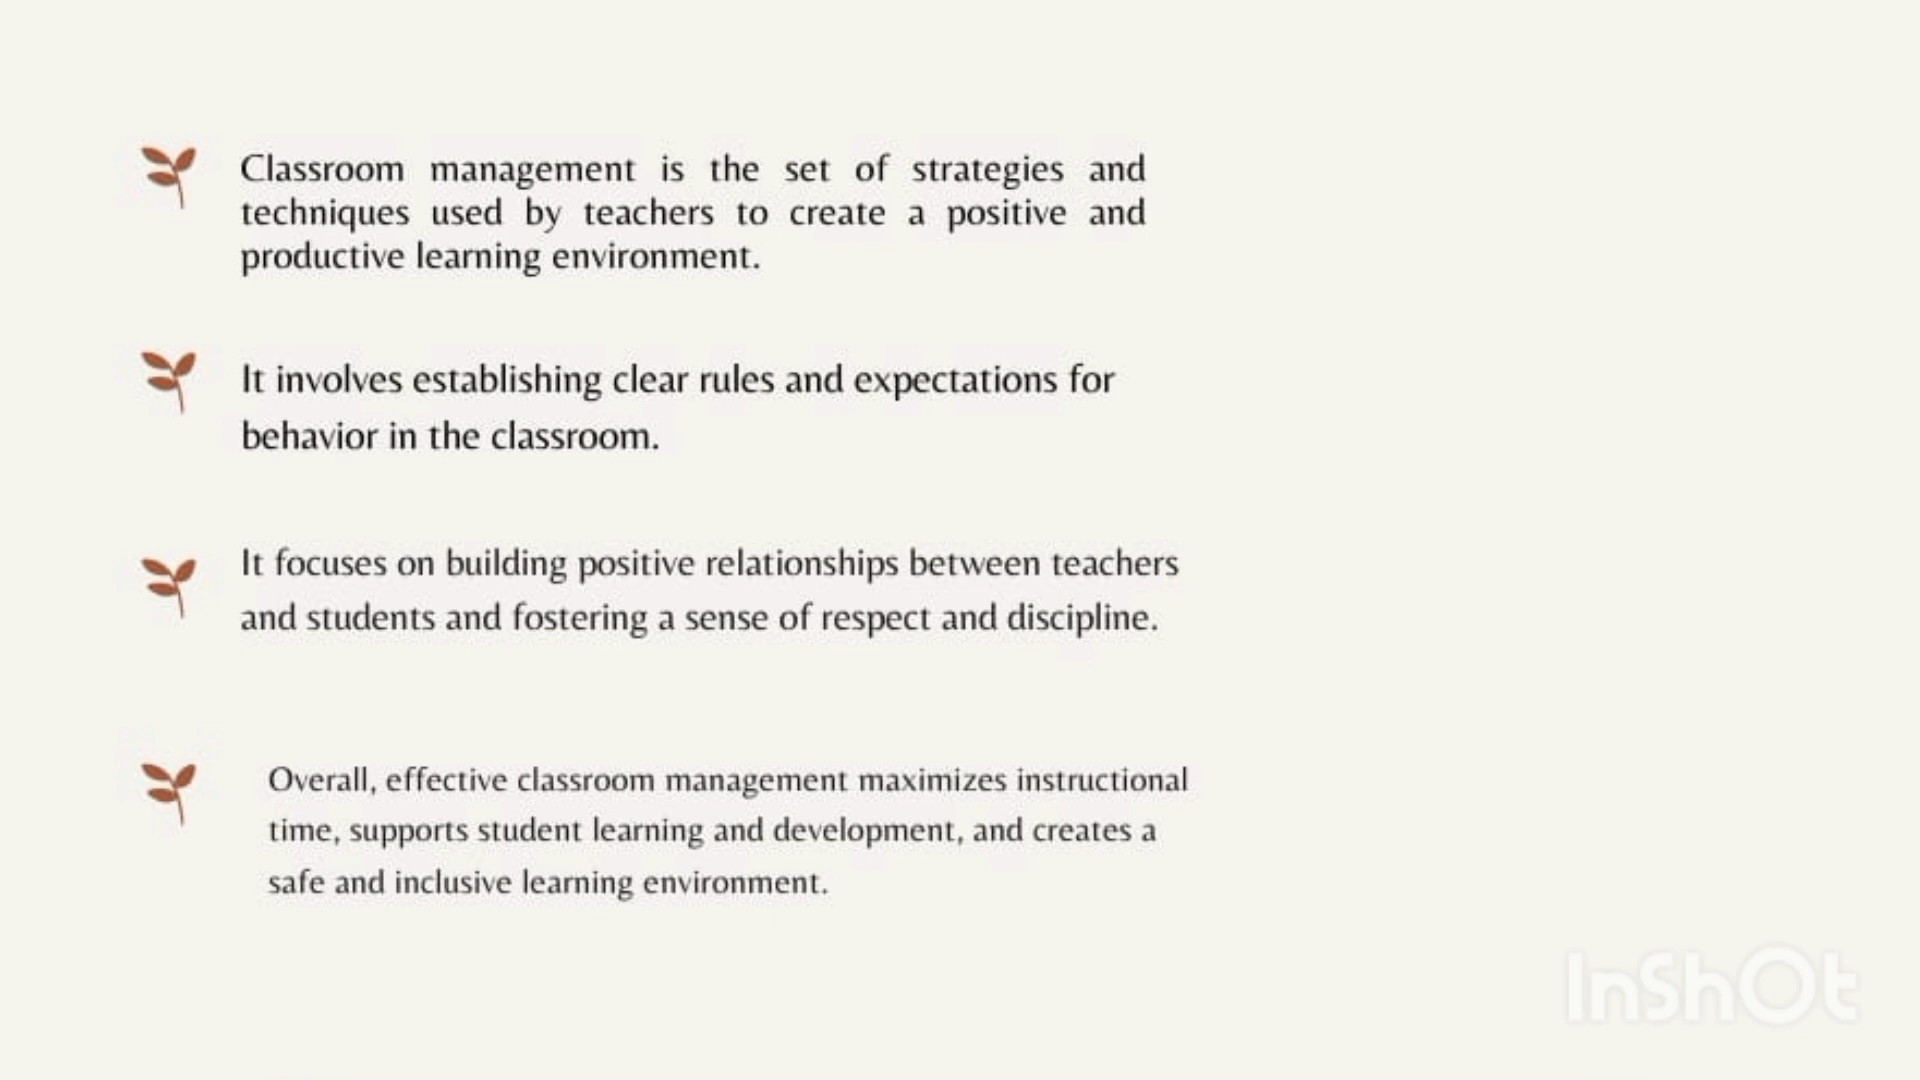 Classroom management is the set of strategies and
techniques used by teachers to create a positive and
productive learning environment.
It involves establishing clear rules and expectations for
behavior in the classroom.
It focuses on building positive relationships between teachers
and students and fostering a sense of respect and discipline.
Overall, effective classroom management maximizes instructional
time, supports student learning and development, and creates a
safe and inclusive learning environment.
InShOt